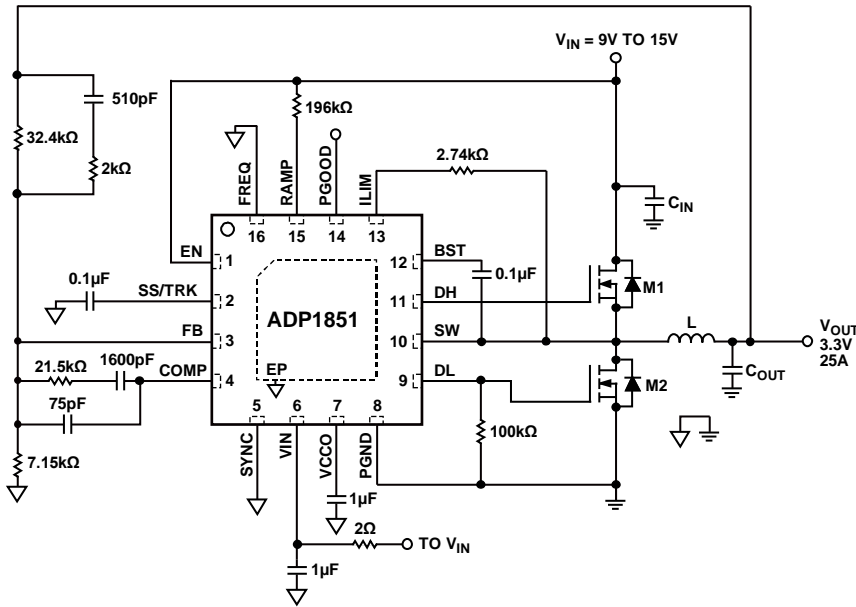 V_IN = 9V TO 15V
510pF
32.4kΩ
2kΩ
196kΩ
2.74kΩ
FREQ
RAMP
PGOOD
ILIM
C_IN
16
15
14
13
EN
1
0.1µF
SS/TRK
2
FB
3
21.5kΩ
1600pF
COMP
4
75pF
7.15kΩ
ADP1851
EP
12
BST
0.1µF
11
DH
M1
10
SW
L
V_OUT
3.3V
25A
9
DL
M2
C_OUT
100kΩ
5
6
7
8
SYNC
VIN
VCCO
PGND
1µF
2Ω
TO V_IN
1µF